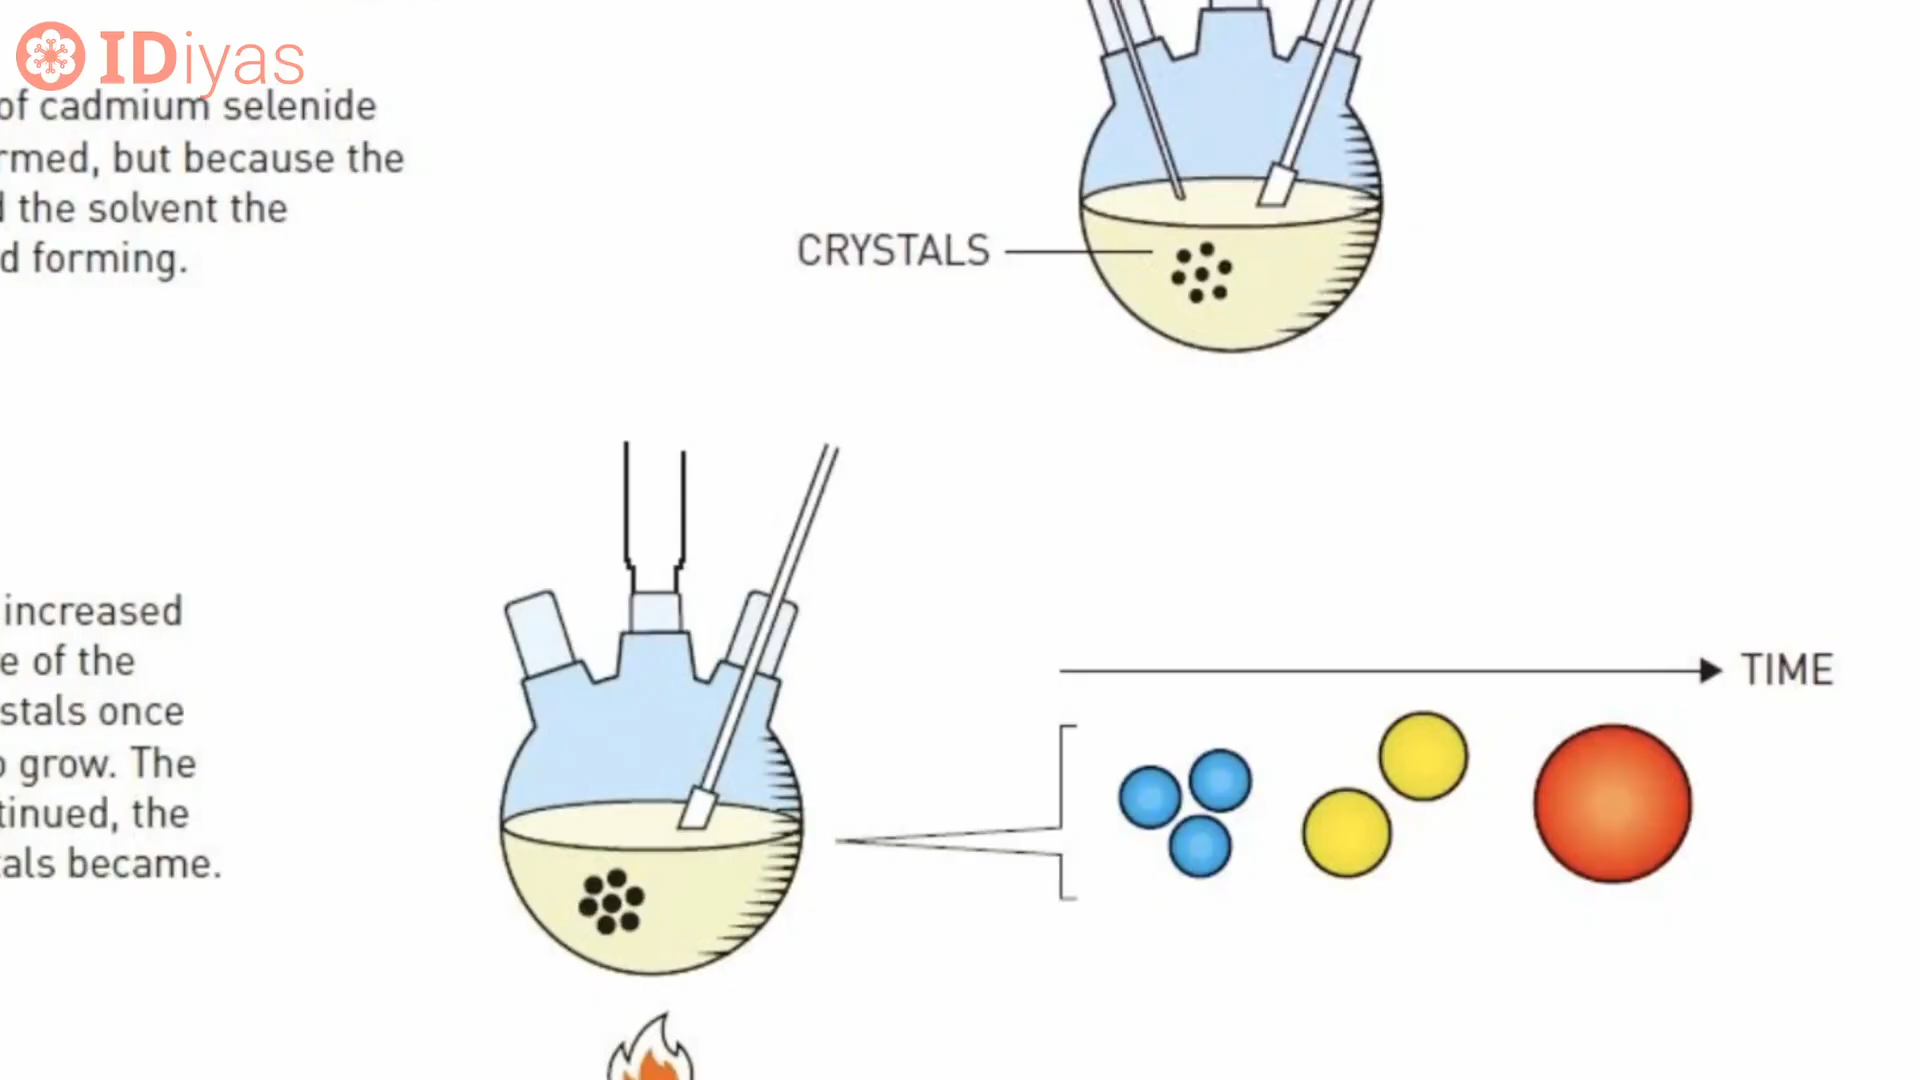 IDiyas
of cadmium selenide
rmed, but because the
d the solvent the
d forming.
CRYSTALS
increased
e of the
stals once
o grow. The
tinued, the
tals became.
TIME